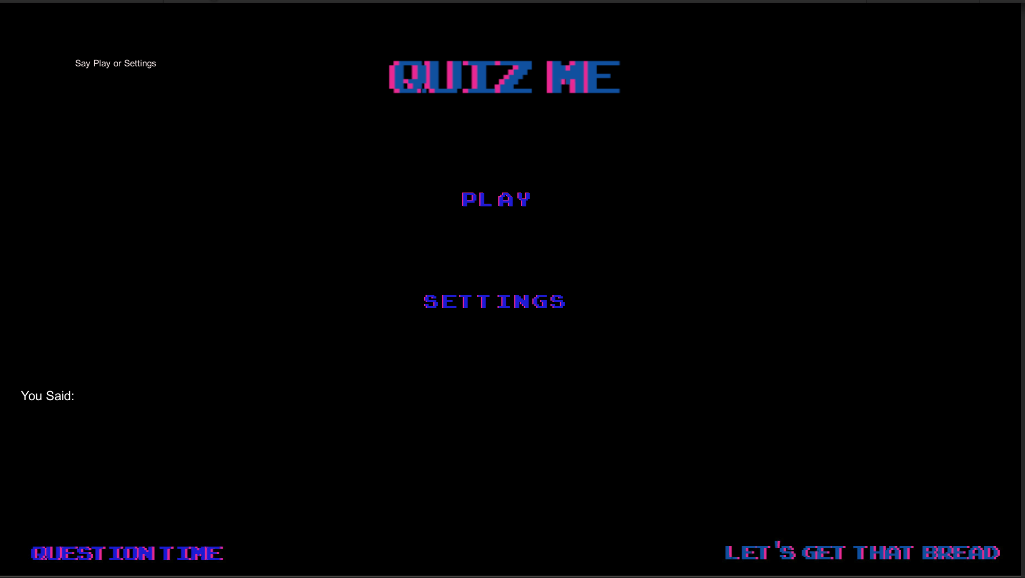 Say Play or Settings
QUIZ ME
PLAY
SETTINGS
You Said:
QUESTION TIME
LET'S GET THAT BREAD